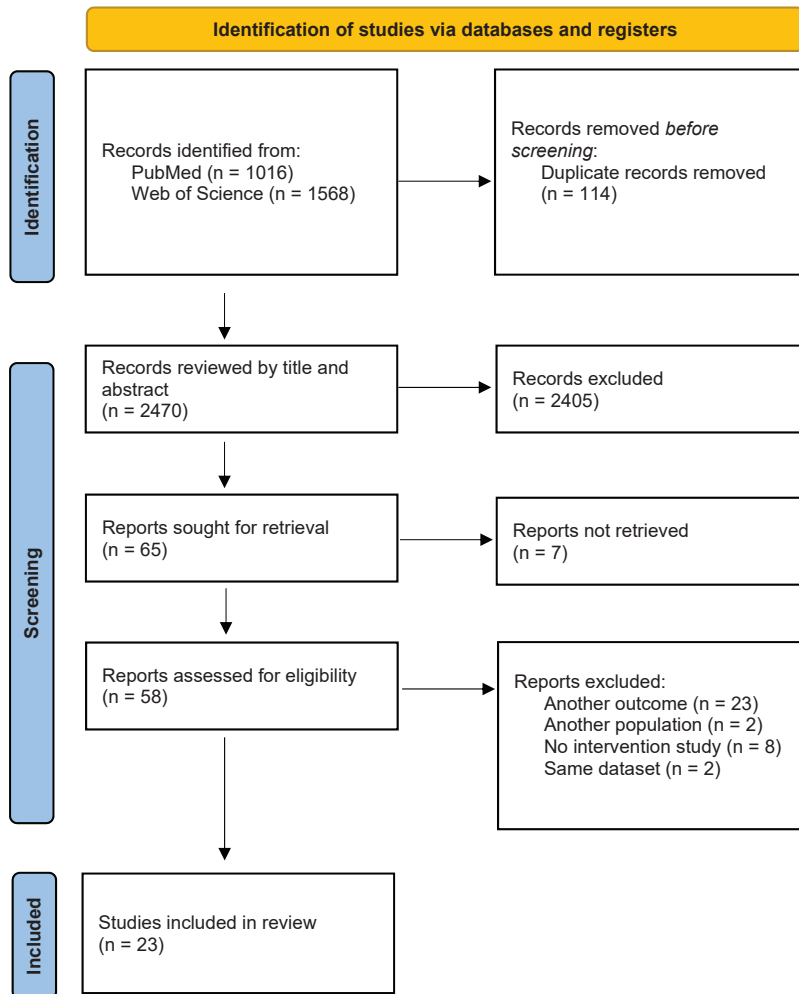 Identification of studies via databases and registers
Identification
Records identified from:
PubMed (n = 1016)
Web of Science (n = 1568)
Records removed before
screening:
Duplicate records removed
(n = 114)
Screening
Records reviewed by title and
abstract
(n = 2470)
Records excluded
(n = 2405)
Reports sought for retrieval
(n = 65)
Reports not retrieved
(n = 7)
Reports assessed for eligibility
(n = 58)
Reports excluded:
Another outcome (n = 23)
Another population (n = 2)
No intervention study (n = 8)
Same dataset (n = 2)
Included
Studies included in review
(n = 23)